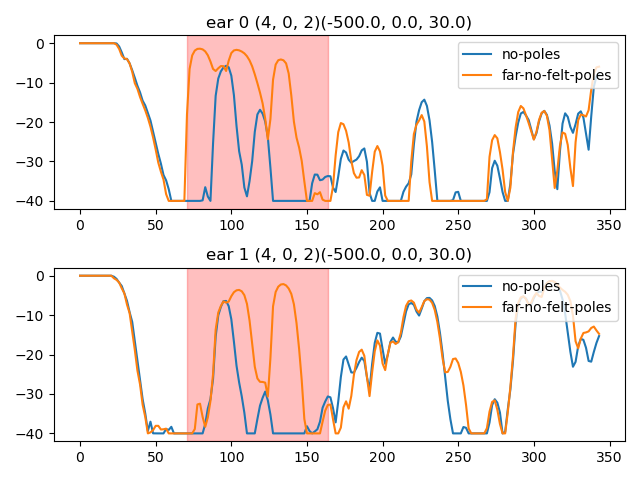 ear 0 (4, 0, 2)(-500.0, 0.0, 30.0)
0
−10
−20
−30
−40
no-poles
far-no-felt-poles
0 50 100 150 200 250 300 350
ear 1 (4, 0, 2)(-500.0, 0.0, 30.0)
0
−10
−20
−30
−40
no-poles
far-no-felt-poles
0 50 100 150 200 250 300 350